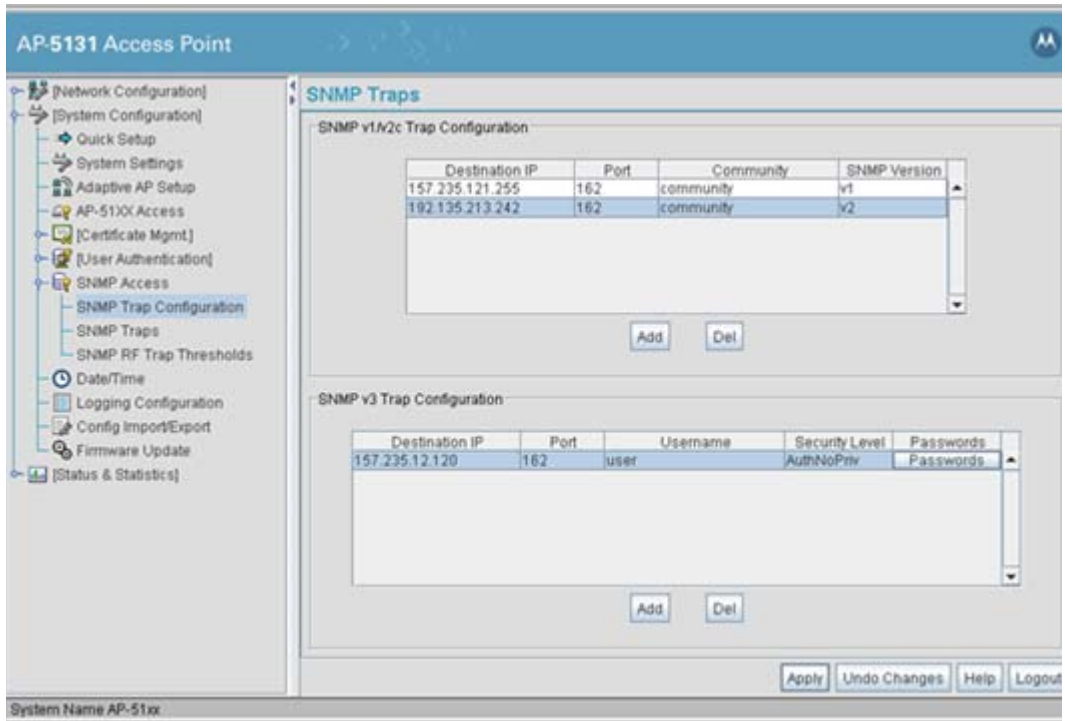 AP-5131 Access Point
[Network Configuration]
[System Configuration]
Quick Setup
System Settings
Adaptive AP Setup
AP-51XX Access
[Certificate Mgmt.]
[User Authentication]
SNMP Access
SNMP Trap Configuration
SNMP Traps
SNMP RF Trap Thresholds
Date/Time
Logging Configuration
Config Import/Export
Firmware Update
[Status & Statistics]
SNMP Traps
SNMP v1/v2c Trap Configuration
Destination IP Port Community SNMP Version
157.235.121.255 162 community v1
192.135.213.242 162 community v2
Add Del
SNMP v3 Trap Configuration
Destination IP Port Username Security Level Passwords
157.235.12.120 162 user AuthNoPriv Passwords
Add Del
Apply Undo Changes Help Logout
System Name AP-51xx